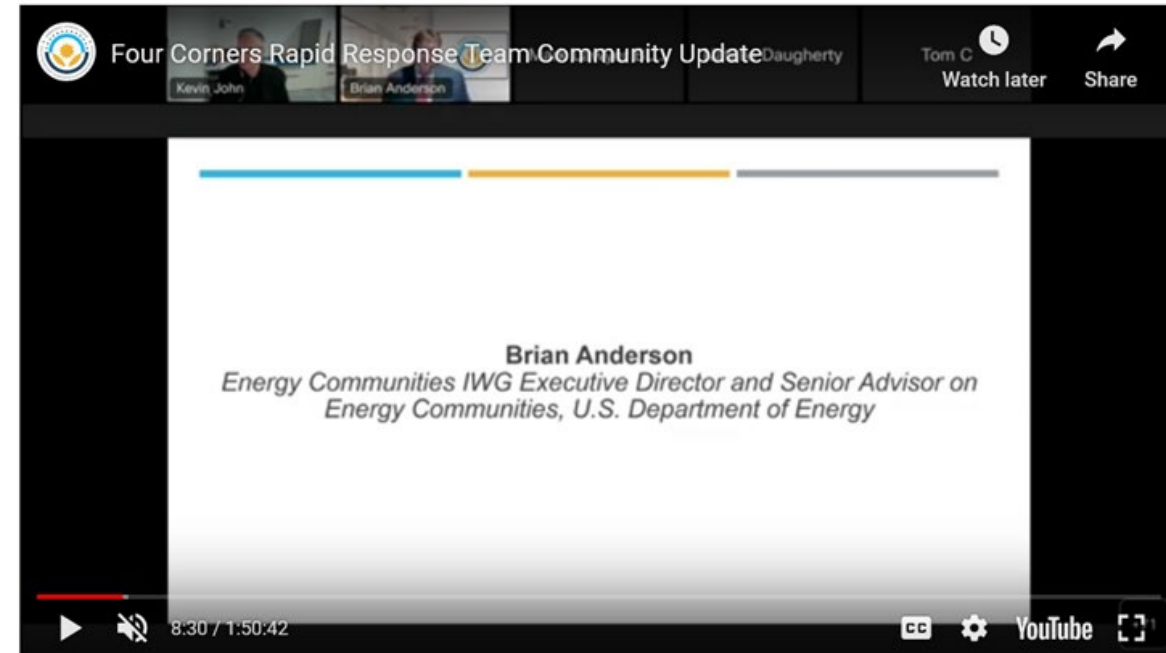 Four Corners Rapid Response Team Community Update
Daugherty
Tom C
Watch later
Share
Kevin John
Brian Anderson
Brian Anderson
Energy Communities IWG Executive Director and Senior Advisor on
Energy Communities, U.S. Department of Energy
8:30 / 1:50:42
CC
YouTube